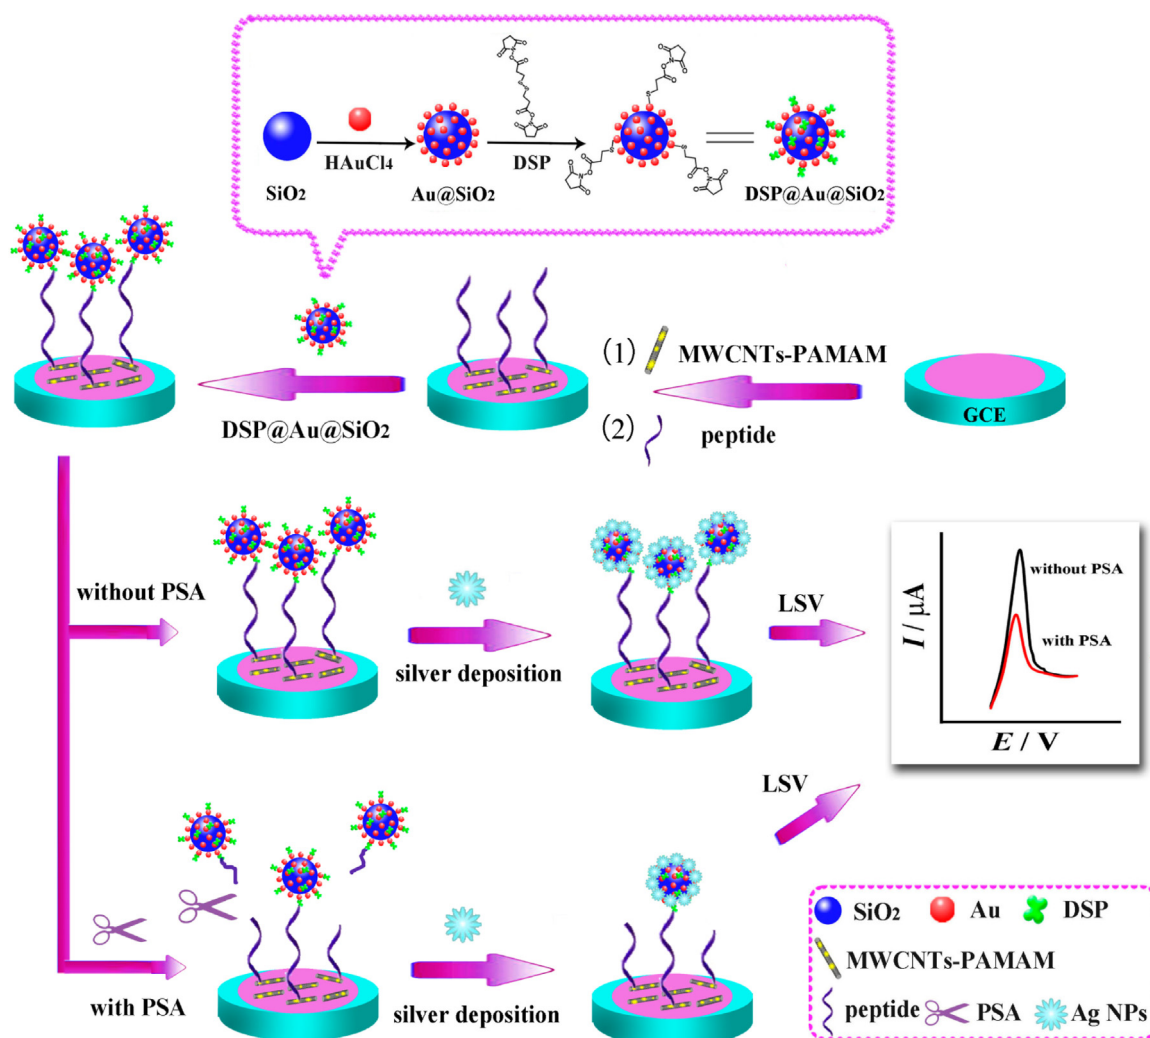 HAuCl4
DSP
SiO2
Au@SiO2
DSP@Au@SiO2
(1)
MWCNTs-PAMAM
GCE
DSP@Au@SiO2
(2)
peptide
without PSA
silver deposition
LSV
I / μA
without PSA
with PSA
E / V
LSV
with PSA
silver deposition
SiO2
Au
DSP
MWCNTs-PAMAM
peptide
PSA
Ag NPs